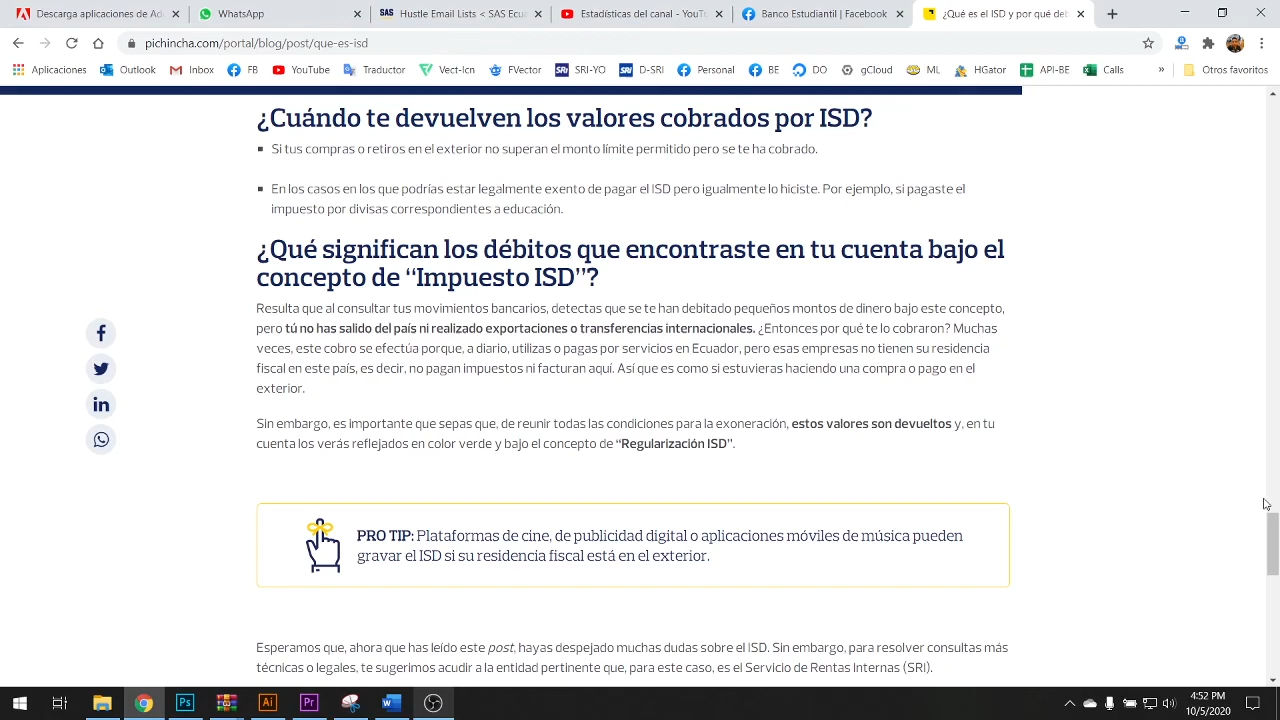 Descarga aplicaciones de Ado
WhatsApp
Hustle Email Lists < SAS Ecua
Estadísticas del canal - YouTu
Banco Estudiantil | Facebook
¿Qué es el ISD y por qué deb
pichincha.com/portal/blog/post/que-es-isd
Aplicaciones
Outlook
Inbox
FB
YouTube
Traductor
Vect-Icn
FVector
SRI-YO
D-SRI
Personal
BE
DO
gCloud
ML
HGator
API-BE
Calls
»
Otros favoritos
¿Cuándo te devuelven los valores cobrados por ISD?
Si tus compras o retiros en el exterior no superan el monto límite permitido pero se te ha cobrado.
En los casos en los que podrías estar legalmente exento de pagar el ISD pero igualmente lo hiciste. Por ejemplo, si pagaste el
impuesto por divisas correspondientes a educación.
¿Qué significan los débitos que encontraste en tu cuenta bajo el
concepto de “Impuesto ISD”?
Resulta que al consultar tus movimientos bancarios, detectas que se te han debitado pequeños montos de dinero bajo este concepto,
pero tú no has salido del país ni realizado exportaciones o transferencias internacionales. ¿Entonces por qué te lo cobraron? Muchas
veces, este cobro se efectúa porque, a diario, utilizas o pagas por servicios en Ecuador, pero esas empresas no tienen su residencia
fiscal en este país, es decir, no pagan impuestos ni facturan aquí. Así que es como si estuvieras haciendo una compra o pago en el
exterior.
Sin embargo, es importante que sepas que, de reunir todas las condiciones para la exoneración, estos valores son devueltos y, en tu
cuenta los verás reflejados en color verde y bajo el concepto de “Regularización ISD”.
PRO TIP: Plataformas de cine, de publicidad digital o aplicaciones móviles de música pueden
gravar el ISD si su residencia fiscal está en el exterior.
Esperamos que, ahora que has leído este post, hayas despejado muchas dudas sobre el ISD. Sin embargo, para resolver consultas más
técnicas o legales, te sugerimos acudir a la entidad pertinente que, para este caso, es el Servicio de Rentas Internas (SRI).
4:52 PM
10/5/2020